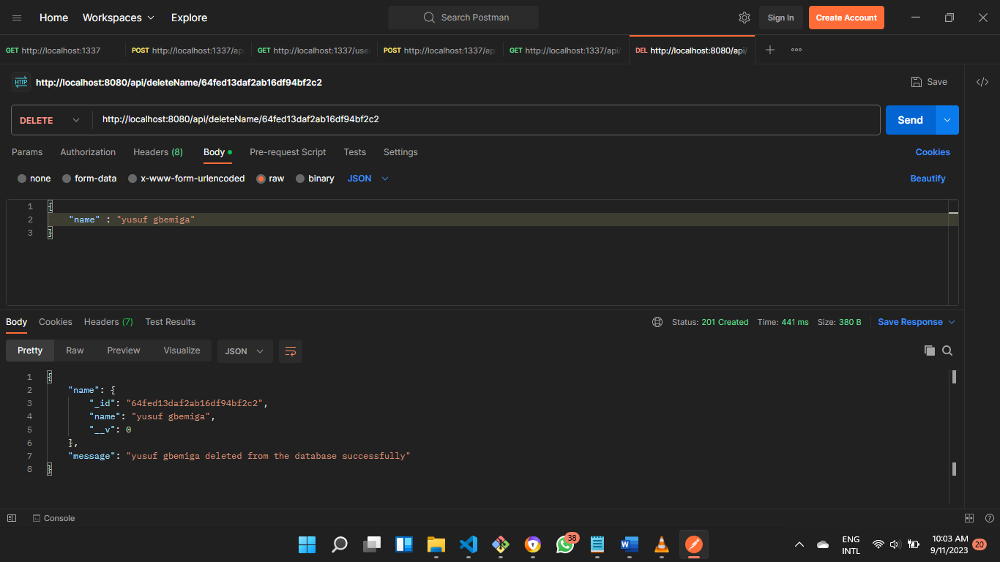 Home Workspaces Explore Search Postman Sign In Create Account
GET http://localhost:1337 POST http://localhost:1337/ap GET http://localhost:1337/use POST http://localhost:1337/ap GET http://localhost:1337/api/ DEL http://localhost:8080/api/
HTTP http://localhost:8080/api/deleteName/64fed13daf2ab16df94bf2c2 Save
DELETE http://localhost:8080/api/deleteName/64fed13daf2ab16df94bf2c2 Send
Params Authorization Headers (8) Body Pre-request Script Tests Settings Cookies
none form-data x-www-form-urlencoded raw binary JSON Beautify
1 {
2 "name" : "yusuf gbemiga"
3 }
Body Cookies Headers (7) Test Results Status: 201 Created Time: 441 ms Size: 380 B Save Response
Pretty Raw Preview Visualize JSON
1 {
2 "name": {
3 "_id": "64fed13daf2ab16df94bf2c2",
4 "name": "yusuf gbemiga",
5 "__v": 0
6 },
7 "message": "yusuf gbemiga deleted from the database successfully"
8 }
Console
38
ENG
INTL
10:03 AM
9/11/2023
20